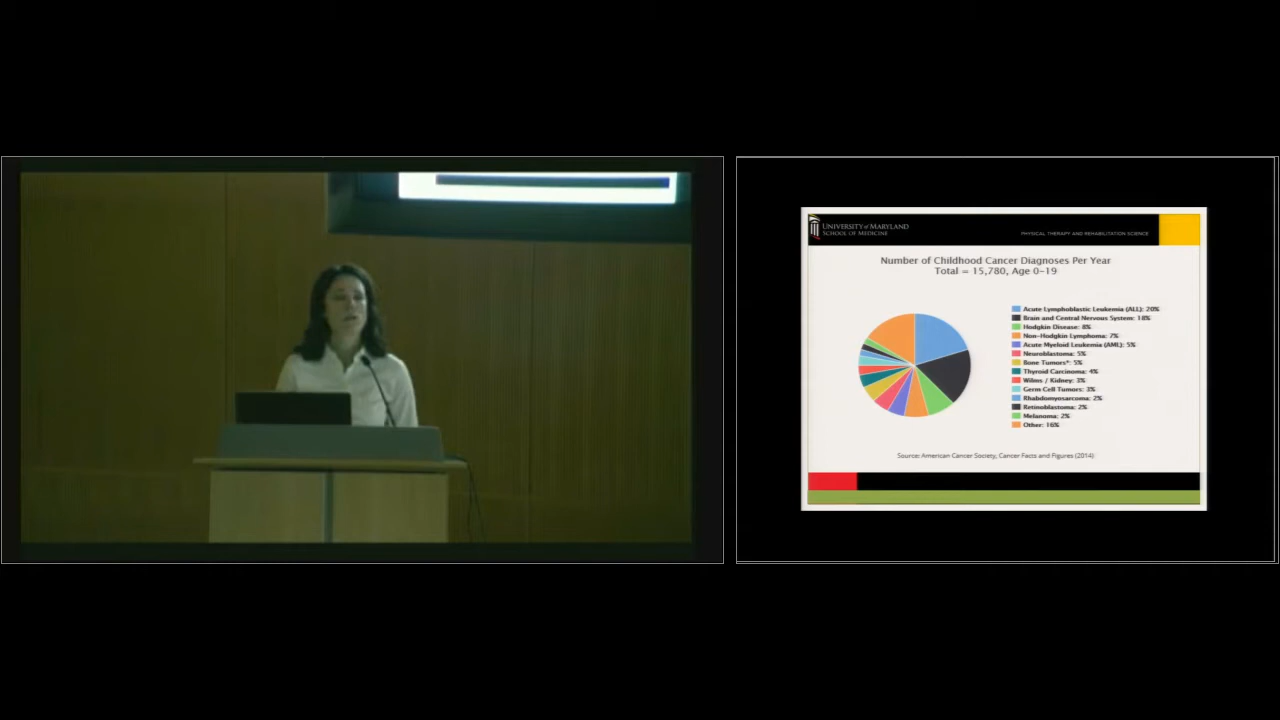 UNIVERSITY of MARYLAND
SCHOOL OF MEDICINE
PHYSICAL THERAPY AND REHABILITATION SCIENCE
Number of Childhood Cancer Diagnoses Per Year
Total = 15,780, Age 0-19
Acute Lymphoblastic Leukemia (ALL): 20%
Brain and Central Nervous System: 18%
Hodgkin Disease: 8%
Non-Hodgkin Lymphoma: 7%
Acute Myeloid Leukemia (AML): 5%
Neuroblastoma: 5%
Bone Tumors*: 5%
Thyroid Carcinoma: 4%
Wilms / Kidney: 3%
Germ Cell Tumors: 3%
Rhabdomyosarcoma: 2%
Retinoblastoma: 2%
Melanoma: 2%
Other: 16%
Source: American Cancer Society, Cancer Facts and Figures (2014)